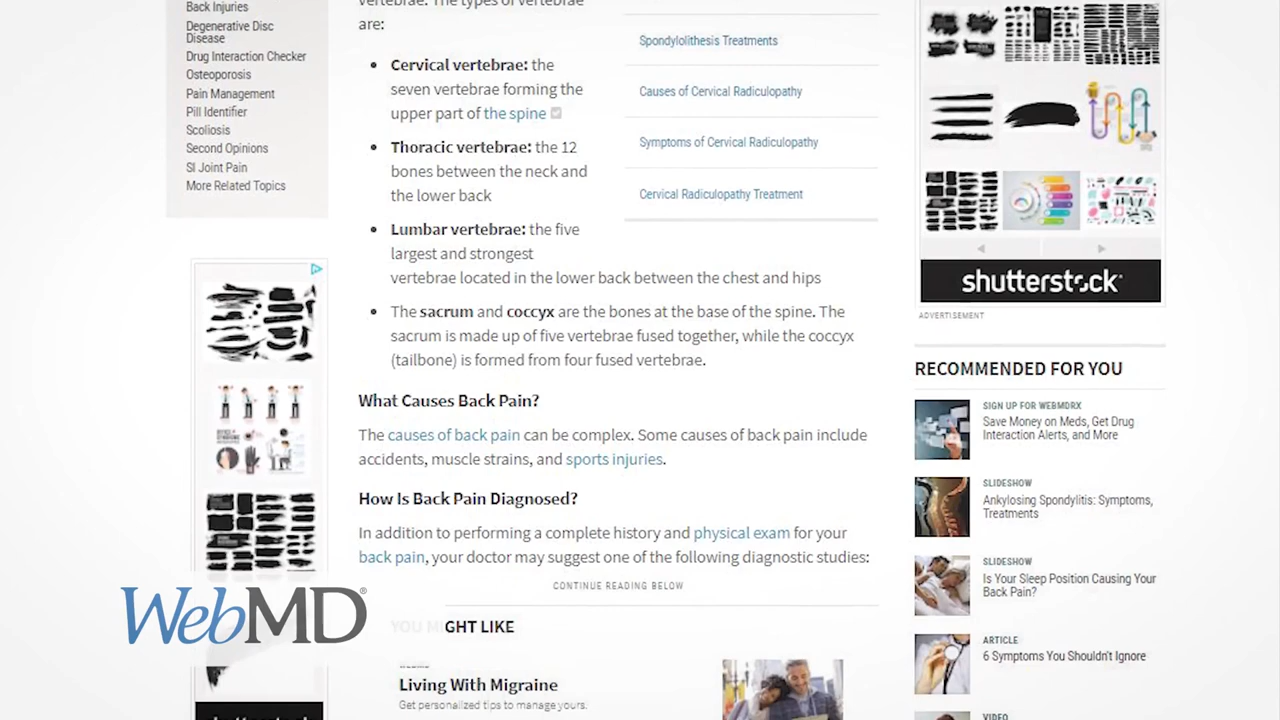 Back Injuries
Degenerative Disc
Disease
Drug Interaction Checker
Osteoporosis
Pain Management
Pill Identifier
Scoliosis
Second Opinions
SI Joint Pain
More Related Topics
vertebrae. The types of vertebrae
are:
Cervical vertebrae: the
seven vertebrae forming the
upper part of the spine
Thoracic vertebrae: the 12
bones between the neck and
the lower back
Lumbar vertebrae: the five
largest and strongest
vertebrae located in the lower back between the chest and hips
The sacrum and coccyx are the bones at the base of the spine. The
sacrum is made up of five vertebrae fused together, while the coccyx
(tailbone) is formed from four fused vertebrae.
What Causes Back Pain?
The causes of back pain can be complex. Some causes of back pain include
accidents, muscle strains, and sports injuries.
How Is Back Pain Diagnosed?
In addition to performing a complete history and physical exam for your
back pain, your doctor may suggest one of the following diagnostic studies:
CONTINUE READING BELOW
YOU MIGHT LIKE
WEBMD
Living With Migraine
Get personalized tips to manage yours.
Spondylolithesis Treatments
Causes of Cervical Radiculopathy
Symptoms of Cervical Radiculopathy
Cervical Radiculopathy Treatment
shutterstock
ADVERTISEMENT
RECOMMENDED FOR YOU
SIGN UP FOR WEBMDRX
Save Money on Meds, Get Drug
Interaction Alerts, and More
SLIDESHOW
Ankylosing Spondylitis: Symptoms,
Treatments
SLIDESHOW
Is Your Sleep Position Causing Your
Back Pain?
ARTICLE
6 Symptoms You Shouldn't Ignore
VIDEO
WebMD®